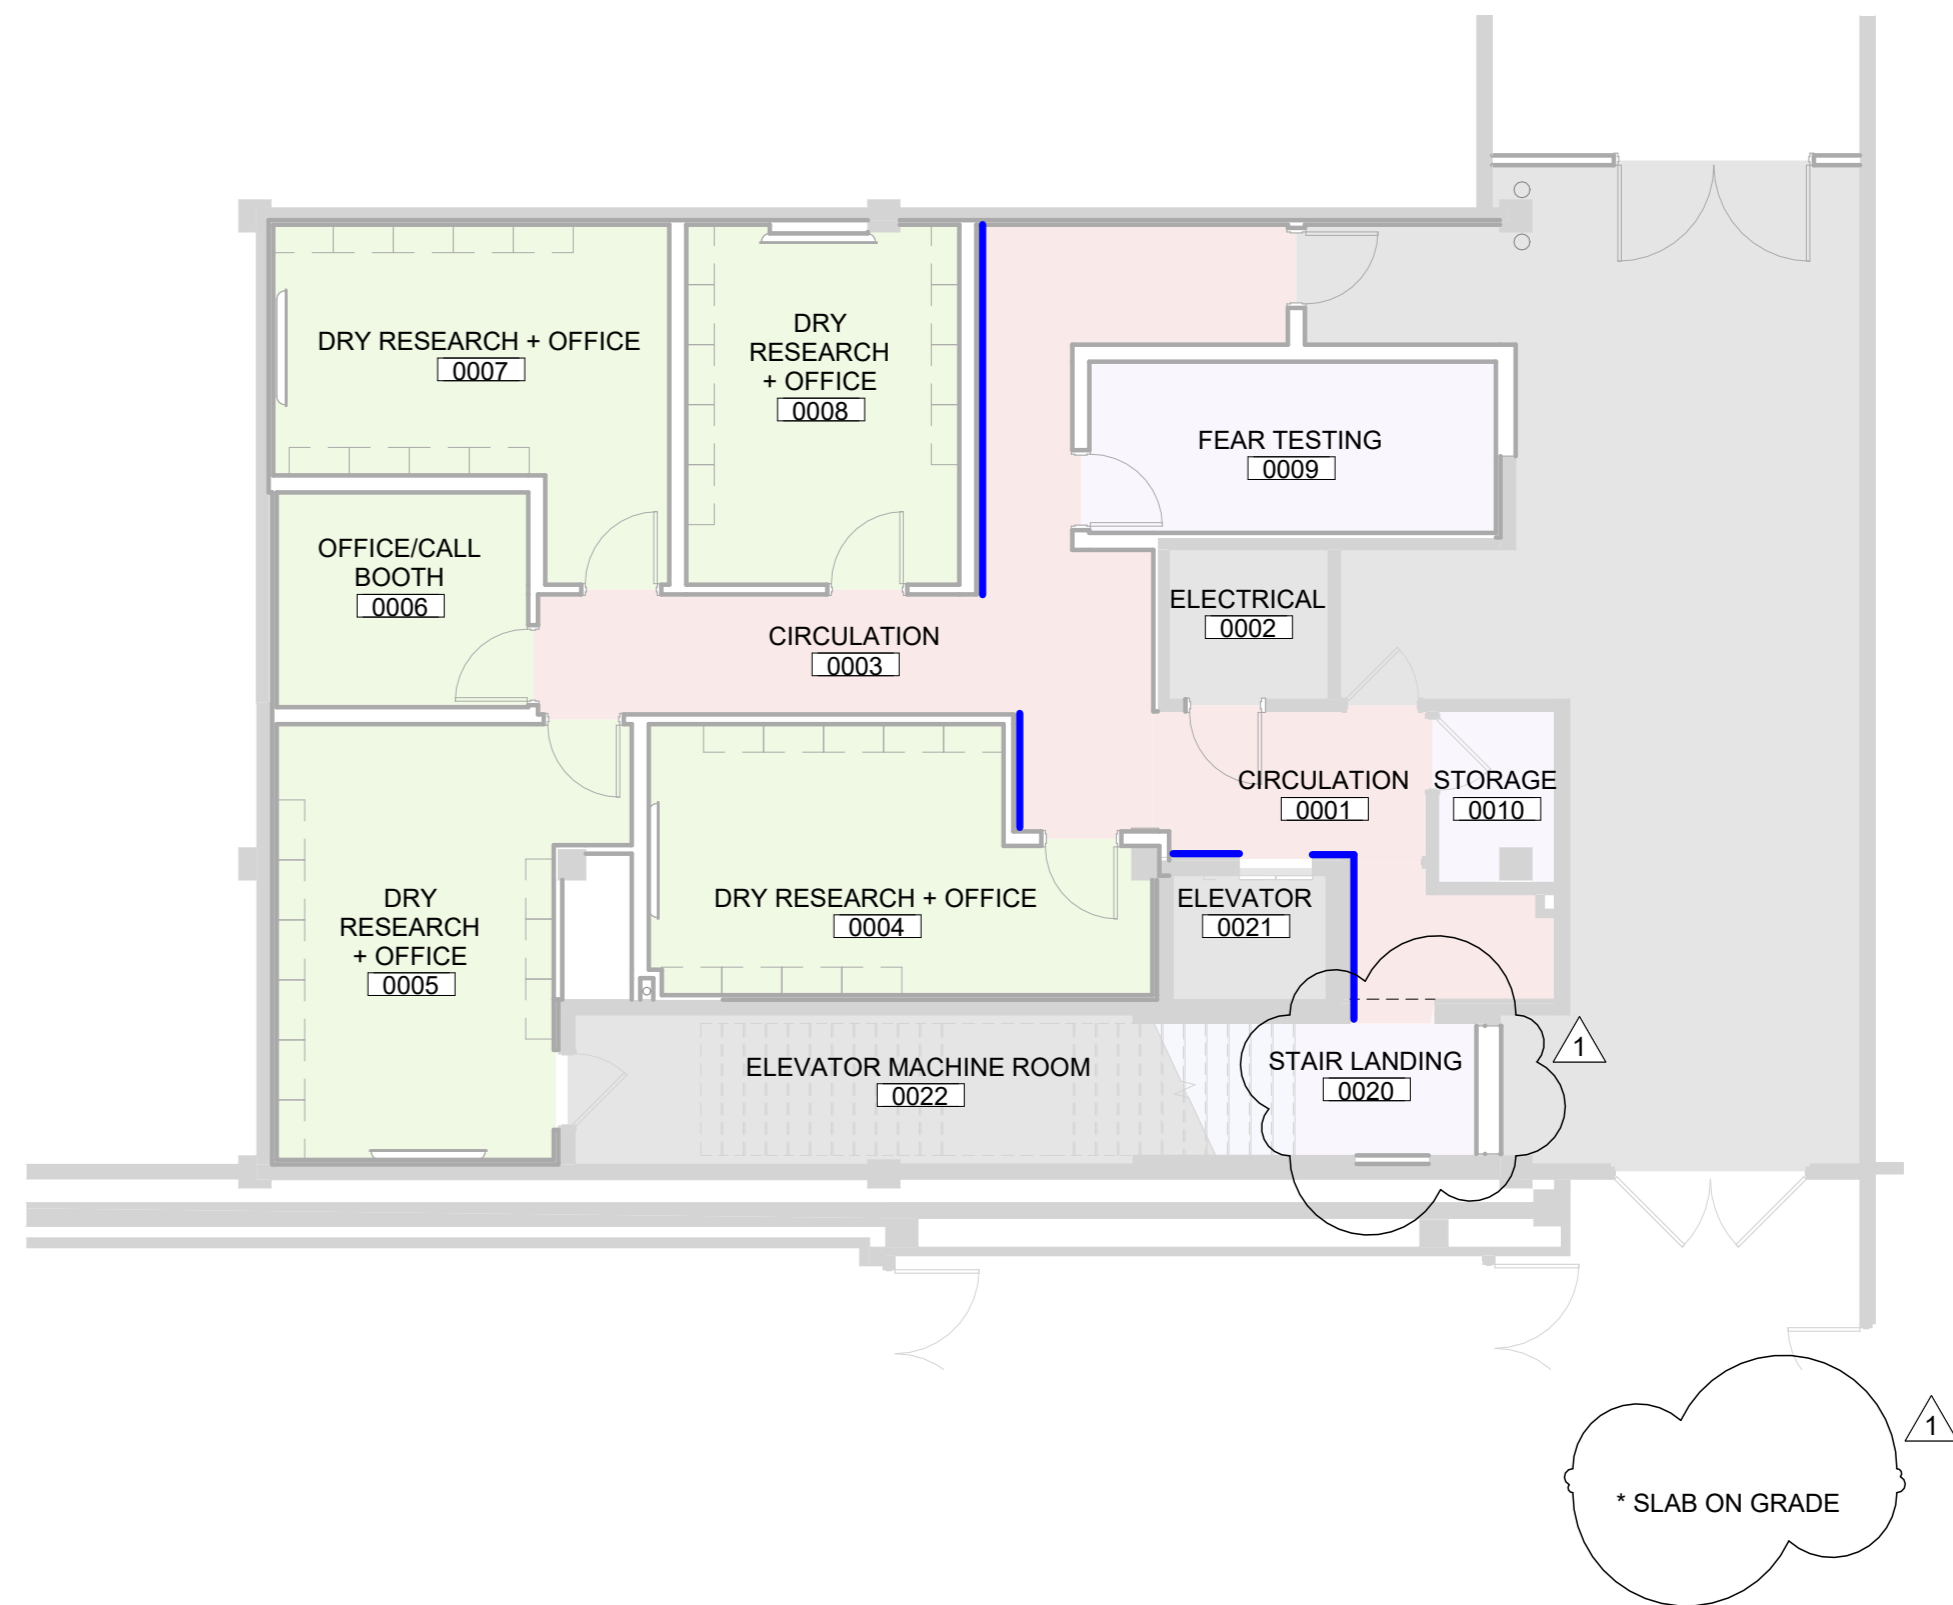 DRY RESEARCH + OFFICE
0007
DRY
RESEARCH
+ OFFICE
0008
FEAR TESTING
0009
OFFICE/CALL
BOOTH
0006
ELECTRICAL
0002
CIRCULATION
0003
CIRCULATION
0001
STORAGE
0010
DRY
RESEARCH
+ OFFICE
0005
DRY RESEARCH + OFFICE
0004
ELEVATOR
0021
ELEVATOR MACHINE ROOM
0022
STAIR LANDING
0020
1
1
* SLAB ON GRADE